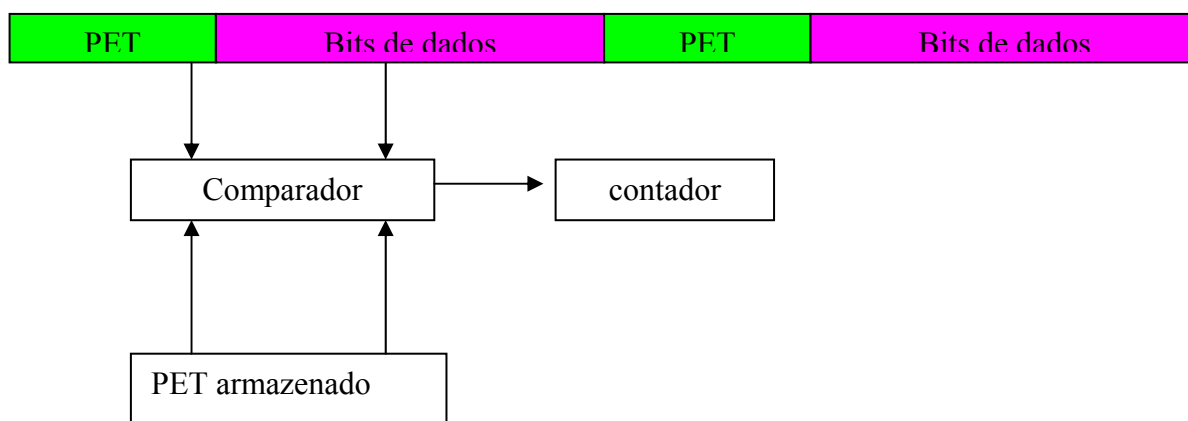 PET Bits de dados PET Bits de dados
Comparador contador
PET armazenado